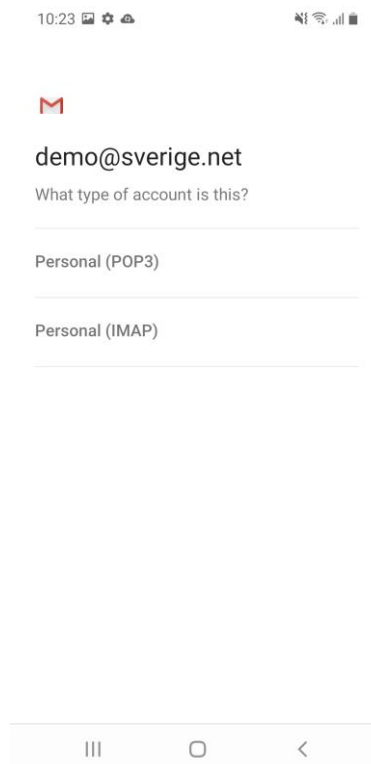 10:23
demo@sverige.net
What type of account is this?
Personal (POP3)
Personal (IMAP)